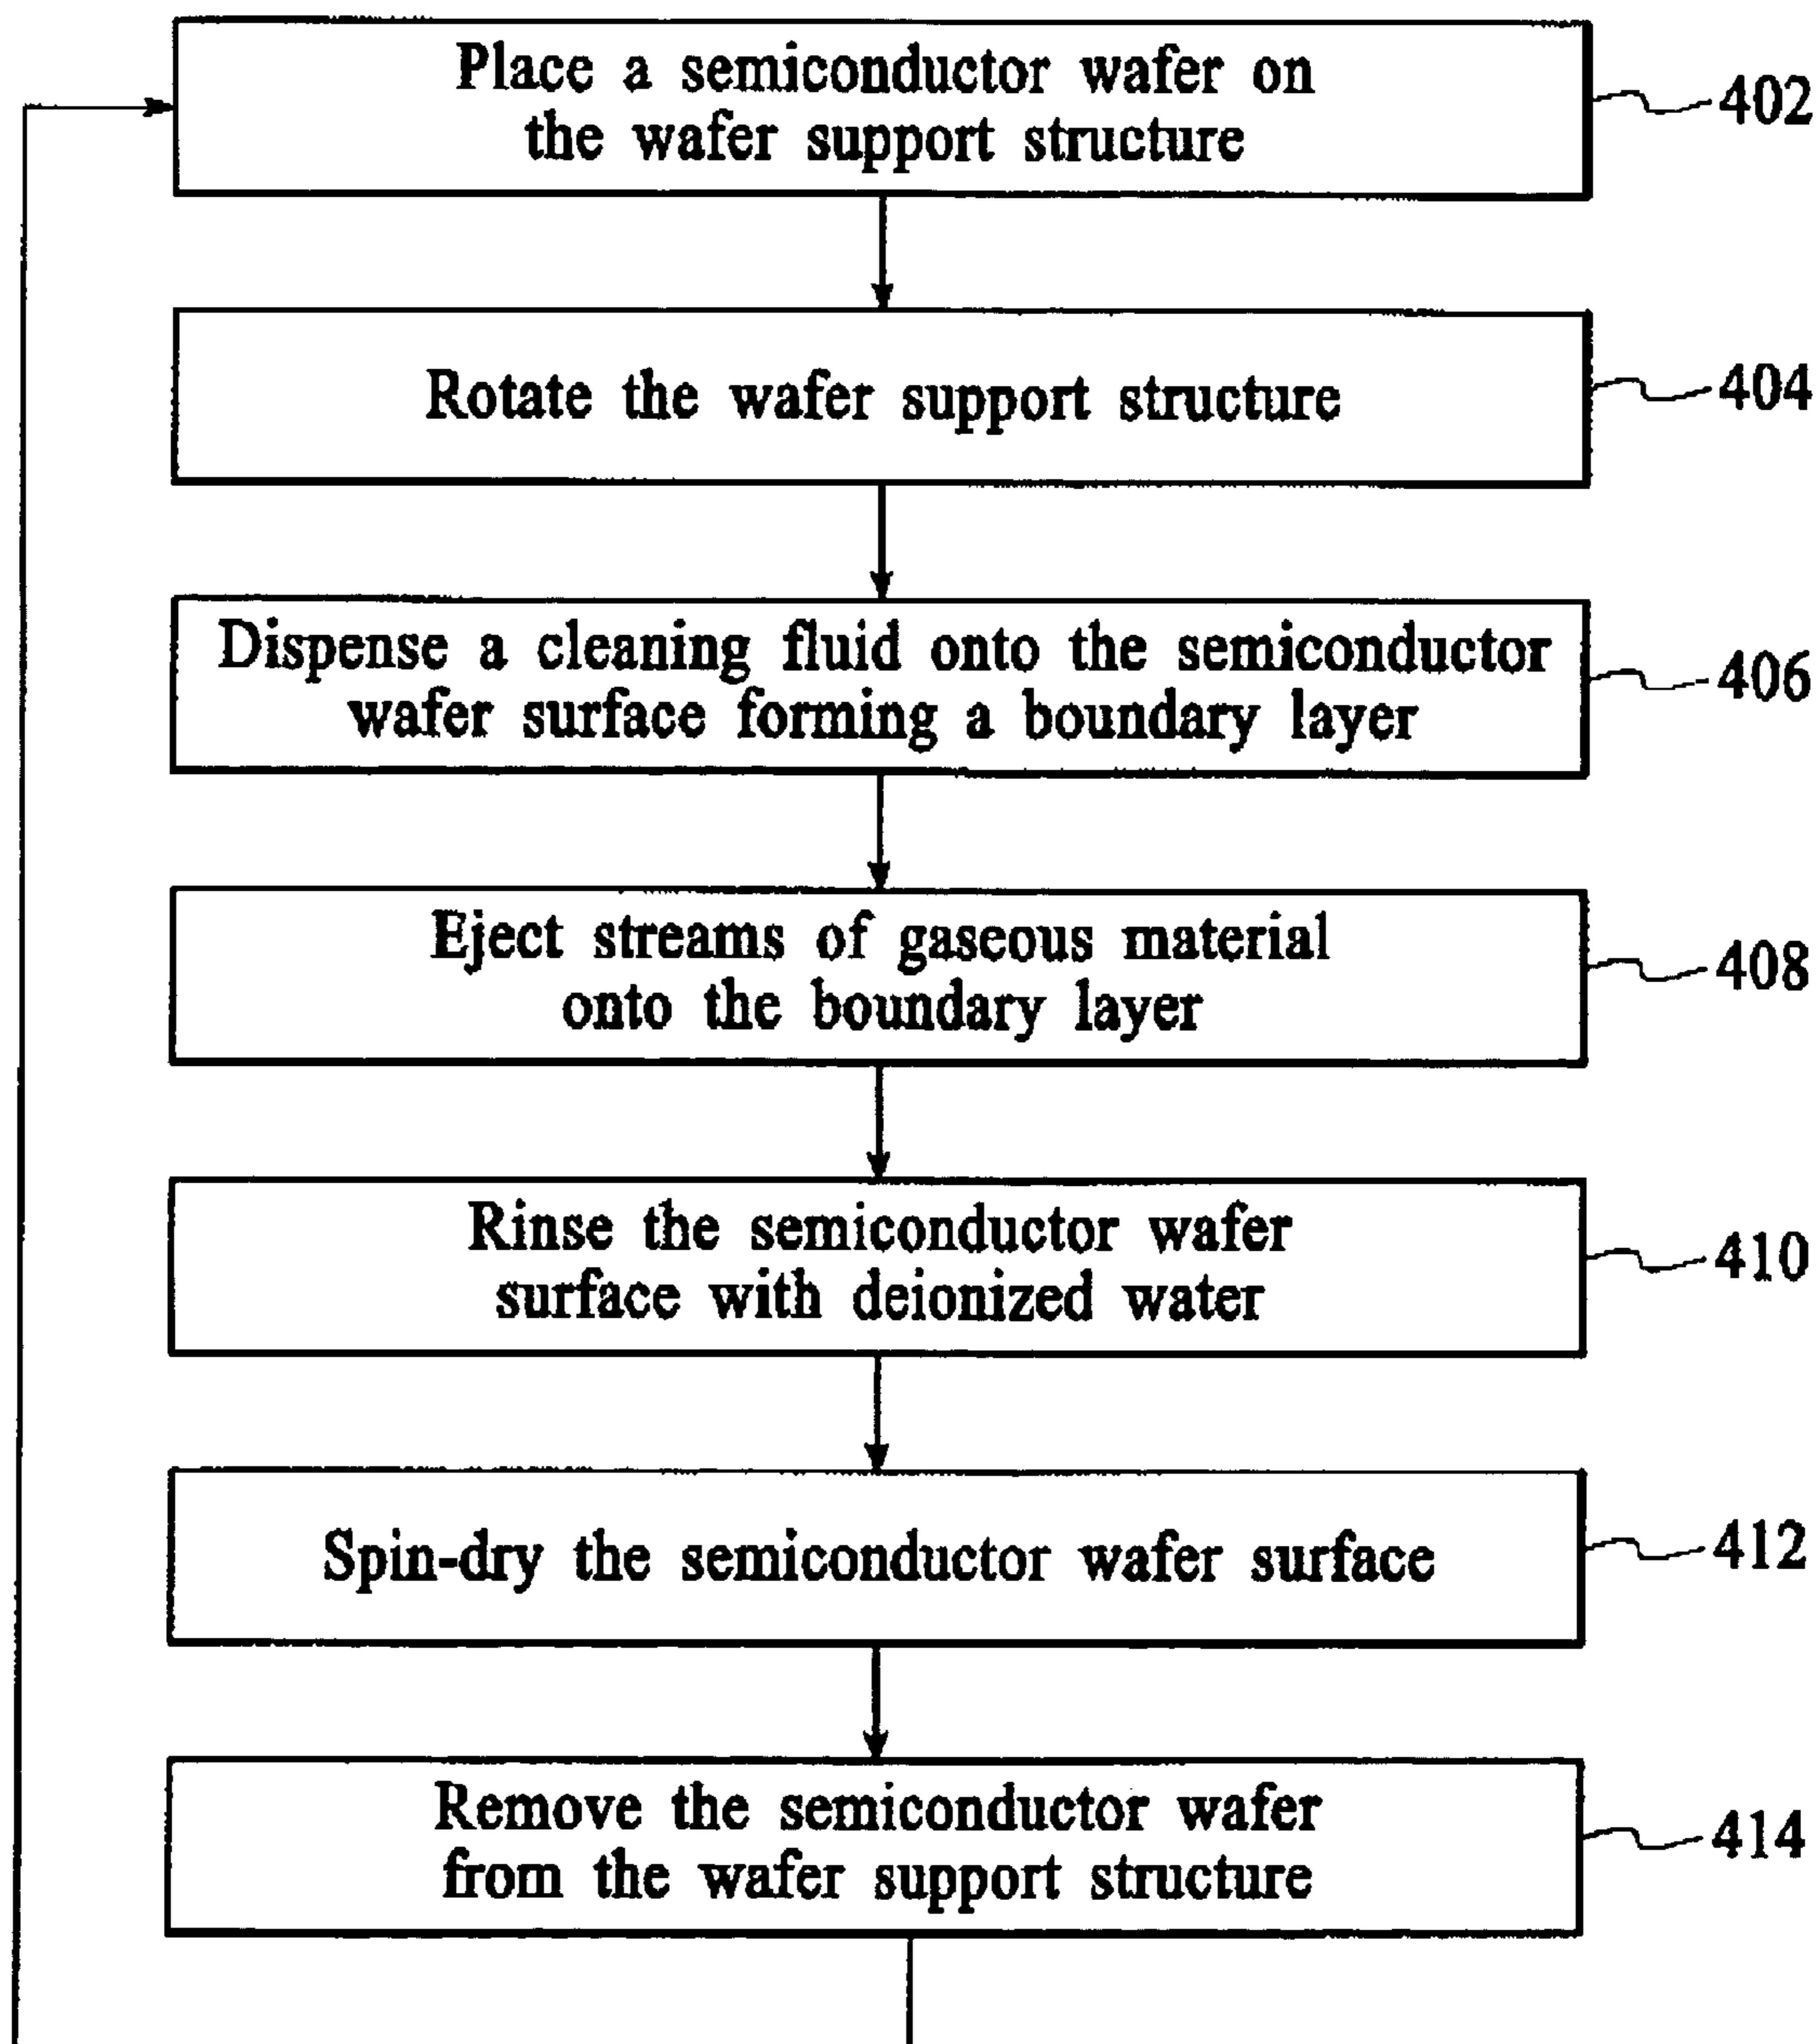 Place a semiconductor wafer on
the wafer support structure
402
Rotate the wafer support structure
404
Dispense a cleaning fluid onto the semiconductor
wafer surface forming a boundary layer
406
Eject streams of gaseous material
onto the boundary layer
408
Rinse the semiconductor wafer
surface with deionized water
410
Spin-dry the semiconductor wafer surface
412
Remove the semiconductor wafer
from the wafer support structure
414